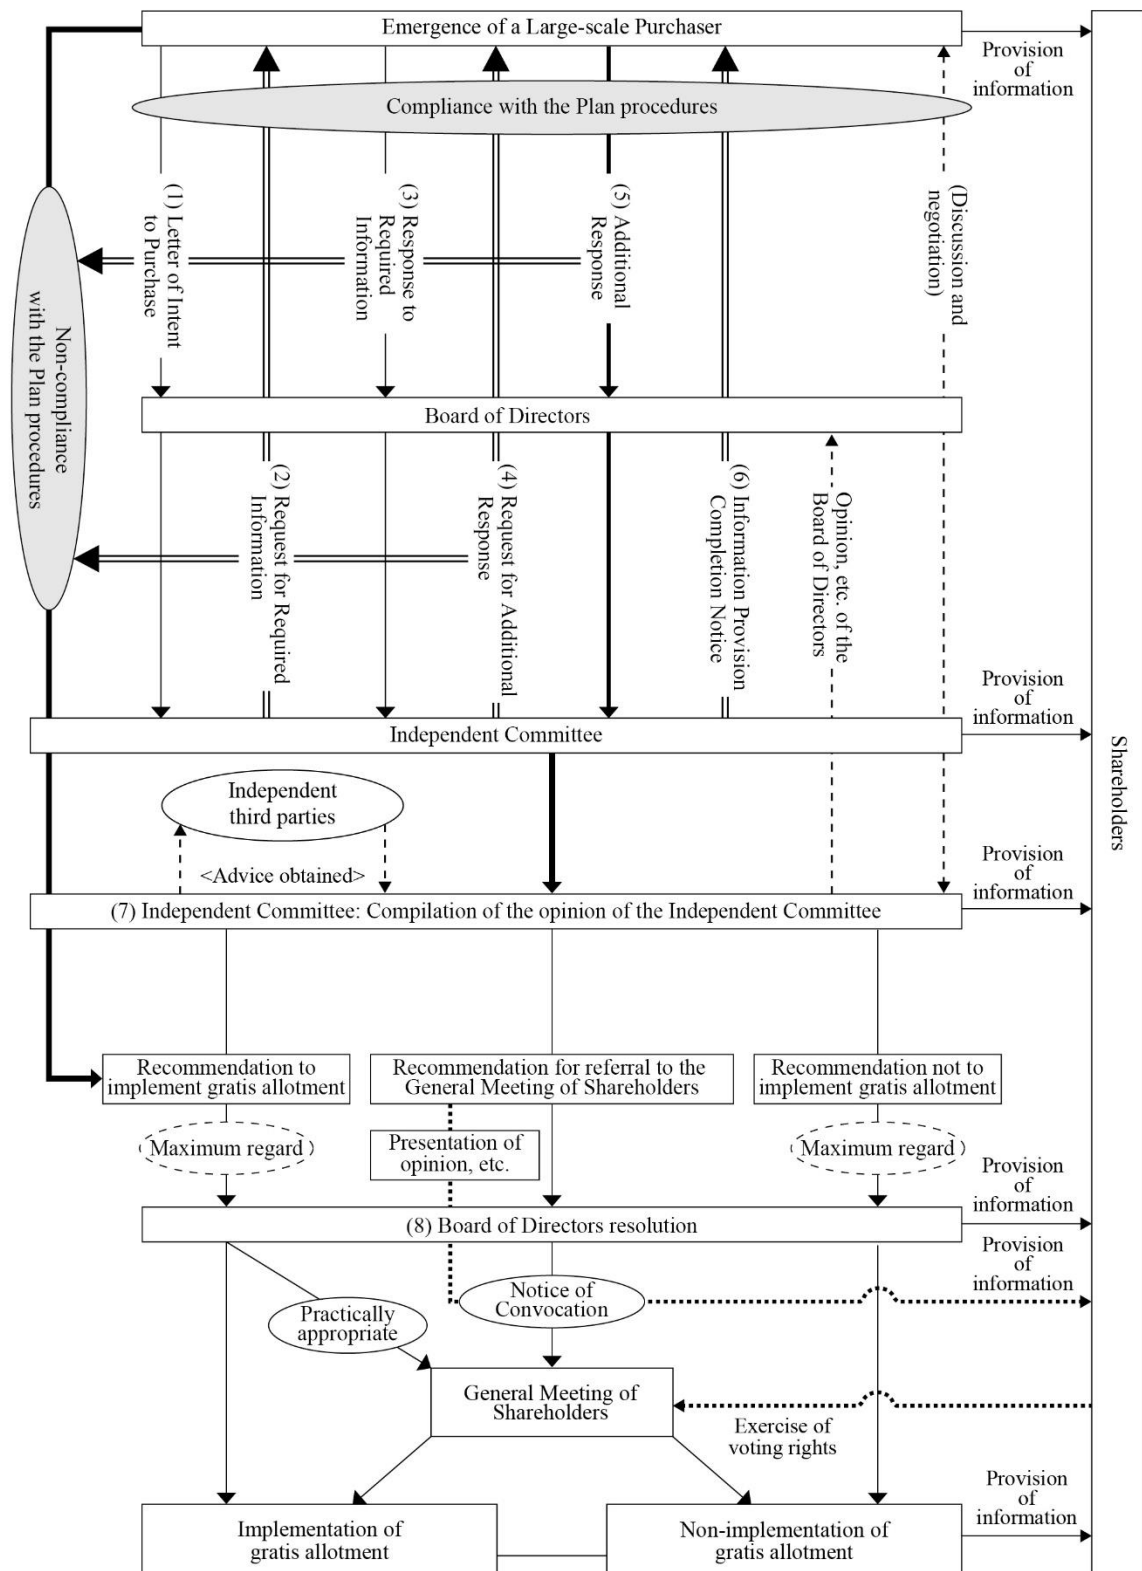 Emergence of a Large-scale Purchaser
Provision
of
information
Compliance with the Plan procedures
(1) Letter of Intent
to Purchase
(3) Response to
Required
Information
(5) Additional
Response
(Discussion and
negotiation)
Non-compliance
with the Plan procedures
Board of Directors
(2) Request for Required
Information
(4) Request for Additional
Response
(6) Information Provision
Completion Notice
Opinion, etc. of the
Board of Directors
Provision
of
information
Independent Committee
Shareholders
Independent
third parties
<Advice obtained>
Provision
of
information
(7) Independent Committee: Compilation of the opinion of the Independent Committee
Recommendation to
implement gratis allotment
Recommendation for referral to the
General Meeting of Shareholders
Recommendation not to
implement gratis allotment
Maximum regard
Presentation of
opinion, etc.
Maximum regard
Provision
of
information
(8) Board of Directors resolution
Provision
of
information
Notice of
Convocation
Practically
appropriate
General Meeting of
Shareholders
Exercise of
voting rights
Provision
of
information
Implementation of
gratis allotment
Non-implementation of
gratis allotment